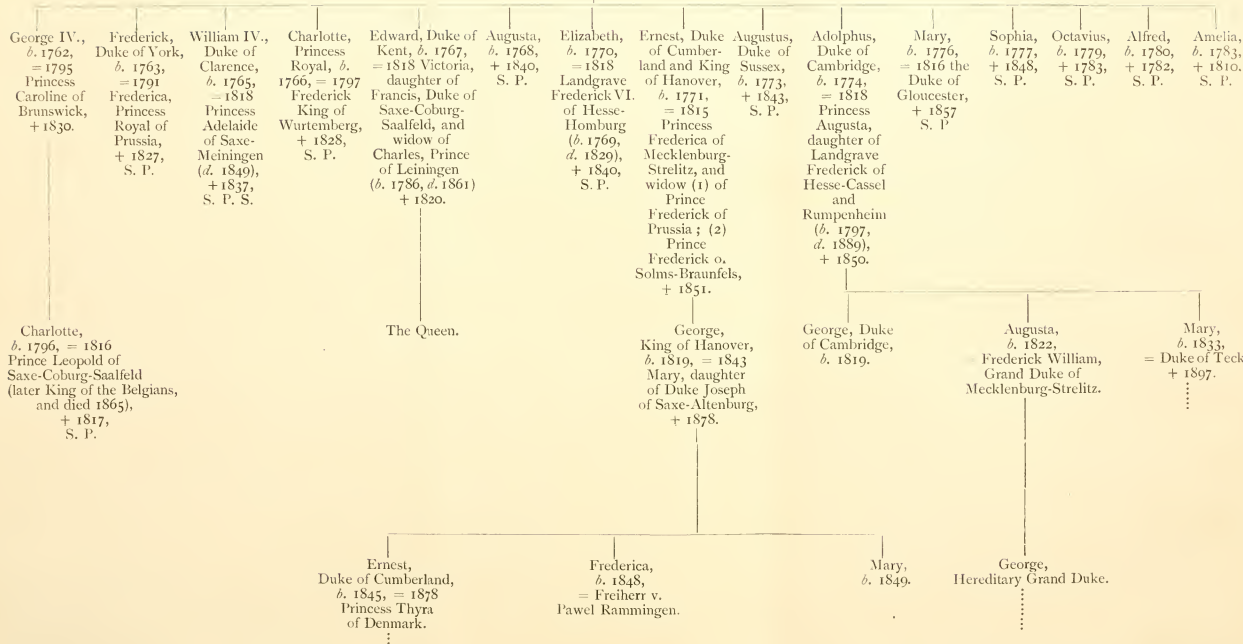 George IV.,
b. 1762,
= 1795
Princess
Caroline of
Brunswick,
+ 1830.
Frederick,
Duke of York,
b. 1763,
= 1791
Frederica,
Princess
Royal of
Prussia,
+ 1827,
S. P.
William IV.,
Duke of
Clarence,
b. 1765,
= 1818
Princess
Adelaide
of Saxe-
Meiningen
(d. 1849),
+ 1837,
S. P. S.
Charlotte,
Princess
Royal, b.
1766, = 1797
Frederick
King of
Wurtemberg,
+ 1828,
S. P.
Edward, Duke of
Kent, b. 1767,
= 1818 Victoria,
daughter of
Francis, Duke of
Saxe-Coburg-
Saalfeld, and
widow of
Charles, Prince
of Leiningen
(b. 1786, d. 1861)
+ 1820.
Augusta,
b. 1768,
+ 1840,
S. P.
Elizabeth,
b. 1770,
= 1818
Landgrave
Frederick VI.
of Hesse-
Homburg
(b. 1769,
d. 1829),
+ 1840,
S. P.
Ernest, Duke
of Cumber-
land and King
of Hanover,
b. 1771,
= 1815
Princess
Frederica of
Mecklenburg-
Strelitz, and
widow (1) of
Prince
Frederick of
Prussia ; (2)
Prince
Frederick o.
Solms-Braunfels,
+ 1851.
Augustus,
Duke of
Sussex,
b. 1773,
+ 1843,
S. P.
Adolphus,
Duke of
Cambridge,
b. 1774,
= 1818
Princess
Augusta,
daughter of
Landgrave
Frederick of
Hesse-Cassel
and
Rumpenheim
(b. 1797,
d. 1889),
+ 1850.
Mary,
b. 1776,
= 1816 the
Duke of
Gloucester,
+ 1857
S. P
Sophia,
b. 1777,
+ 1848,
S. P.
Octavius,
b. 1779,
+ 1783,
S. P.
Alfred,
b. 1780,
+ 1782,
S. P.
Amelia,
b. 1783,
+ 1810.
S. P.
Charlotte,
b. 1796, = 1816
Prince Leopold of
Saxe-Coburg-Saalfeld
(later King of the Belgians,
and died 1865),
+ 1817,
S. P.
The Queen.
George,
King of Hanover,
b. 1819, = 1843
Mary, daughter
of Duke Joseph
of Saxe-Altenburg,
+ 1878.
George, Duke
of Cambridge,
b. 1819.
Augusta,
b. 1822,
Frederick William,
Grand Duke of
Mecklenburg-Strelitz.
Mary,
b. 1833,
= Duke of Teck
+ 1897.
Ernest,
Duke of Cumberland,
b. 1845, = 1878
Princess Thyra
of Denmark.
Frederica,
b. 1848,
= Freiherr v.
Pawel Rammingen.
Mary,
b. 1849.
George,
Hereditary Grand Duke.